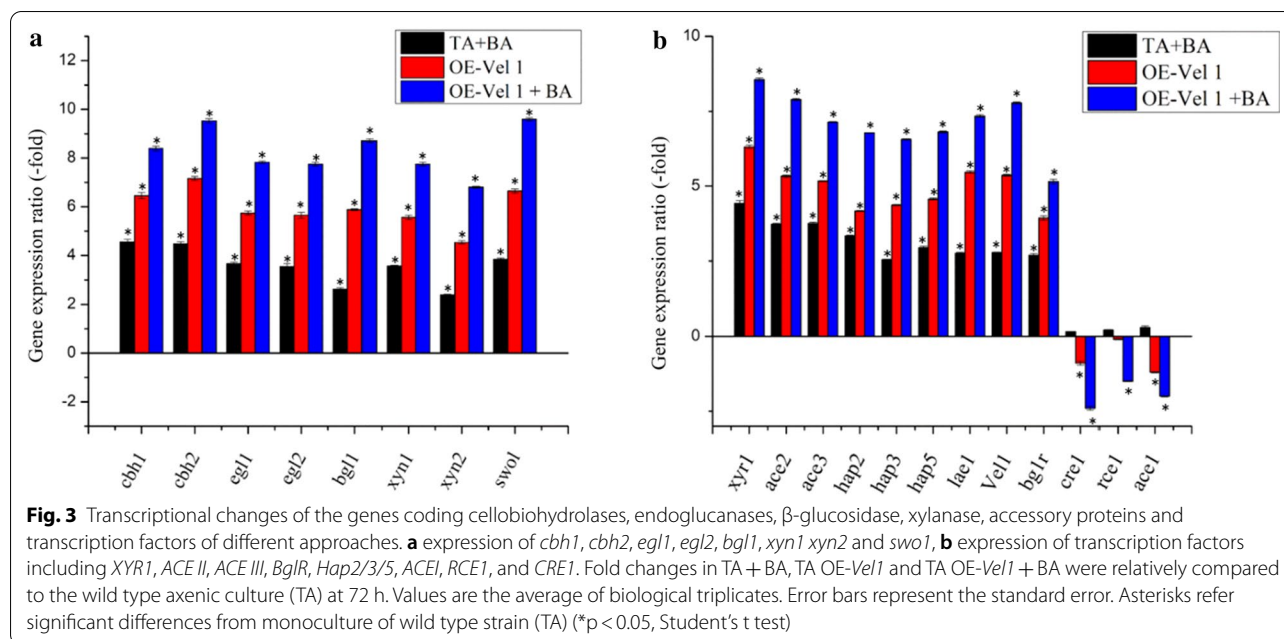 a
TA+BA
OE-Vel 1
OE-Vel 1 + BA
Gene expression ratio (-fold)
12
10
8
6
4
2
0
-2
* * * * * * * * * * * * * * * * * * * * * * * *
cbh1 cbh2 egl1 egl2 bgl1 xyn1 xyn2 swo1
b
TA+BA
OE-Vel 1
OE-Vel 1 +BA
Gene expression ratio (-fold)
10
5
0
* * * * * * * * * * * * * * * * * * * * * * * * * * * * * * * *
xyr1 ace2 ace3 hap2 hap3 hap5 lae1 Vel1 bg1r cre1 rce1 ace1
Fig. 3 Transcriptional changes of the genes coding cellobiohydrolases, endoglucanases, β-glucosidase, xylanase, accessory proteins and
transcription factors of different approaches. a expression of cbh1, cbh2, egl1, egl2, bgl1, xyn1 xyn2 and swo1, b expression of transcription factors
including XYR1, ACE II, ACE III, BglR, Hap2/3/5, ACEI, RCE1, and CRE1. Fold changes in TA + BA, TA OE-Vel1 and TA OE-Vel1 + BA were relatively compared
to the wild type axenic culture (TA) at 72 h. Values are the average of biological triplicates. Error bars represent the standard error. Asterisks refer
significant differences from monoculture of wild type strain (TA) (*p < 0.05, Student's t test)